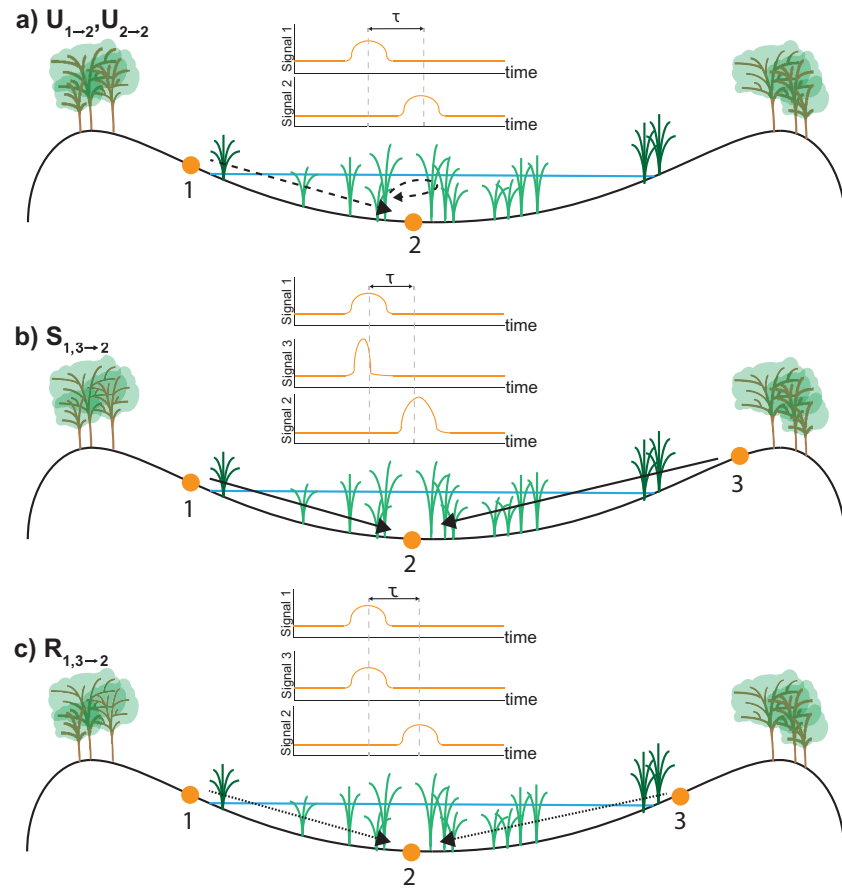 a) U1→2,U2→2
τ
Signal 1
time
Signal 2
time
1
2
τ
Signal 1
time
b) S1,3→2
Signal 3
time
Signal 2
time
1
3
2
τ
Signal 1
time
c) R1,3→2
Signal 3
time
Signal 2
time
1
3
2